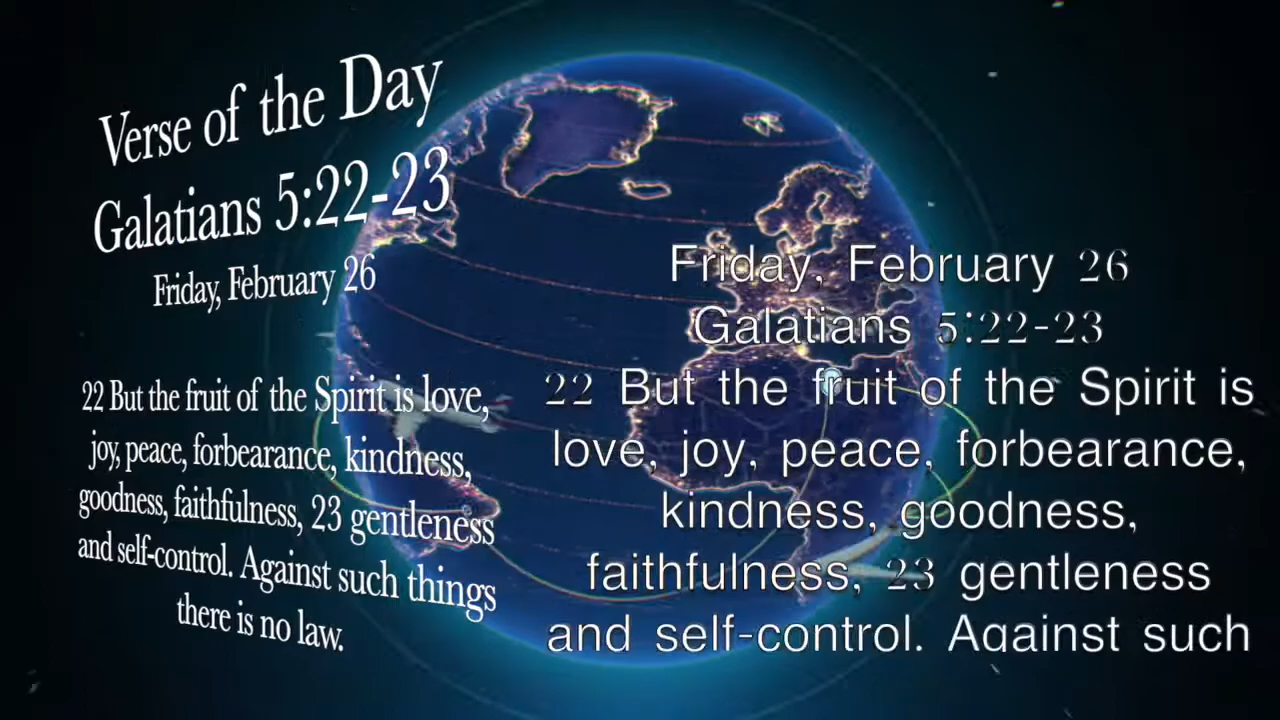 Verse of the Day
Galatians 5:22-23
Friday, February 26
22 But the fruit of the Spirit is love,
joy, peace, forbearance, kindness,
goodness, faithfulness, 23 gentleness
and self-control. Against such things
there is no law.
Friday, February 26
Galatians 5:22-23
22 But the fruit of the Spirit is
love, joy, peace, forbearance,
kindness, goodness,
faithfulness, 23 gentleness
and self-control. Against such